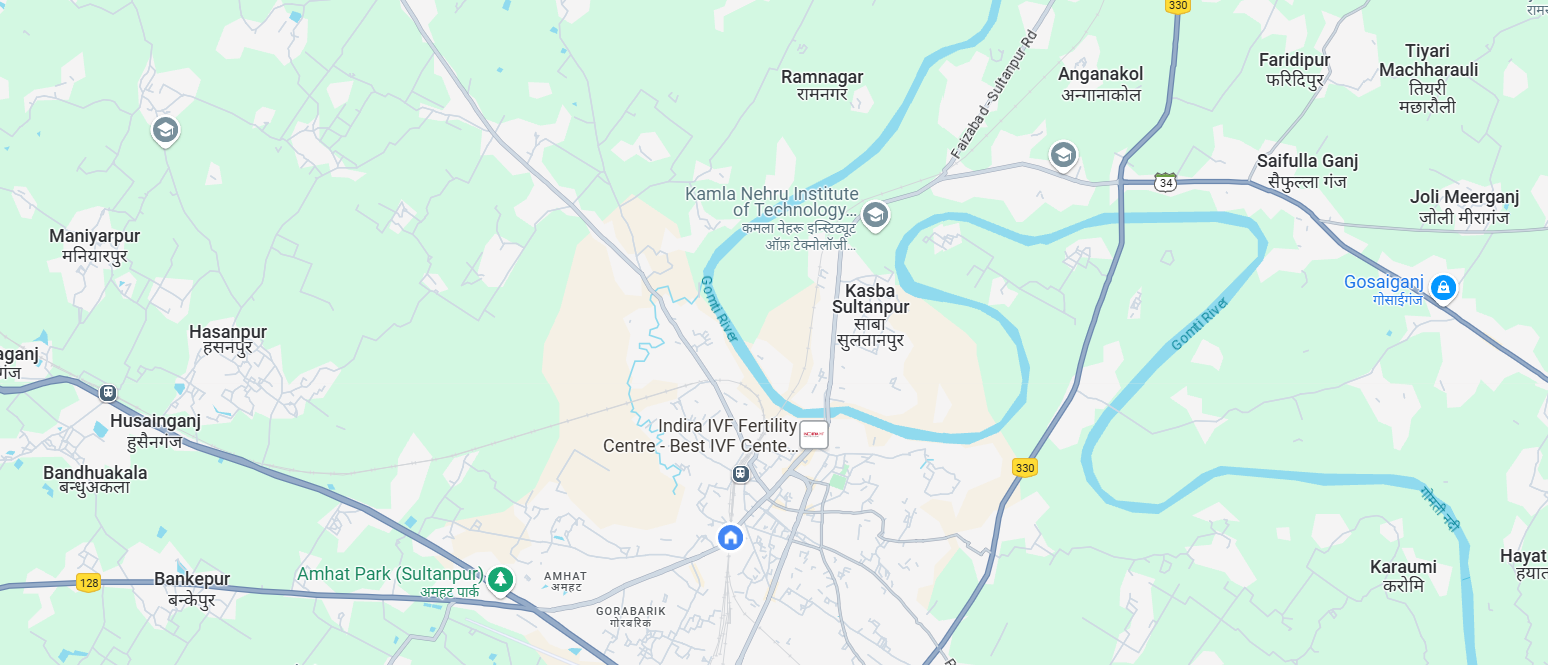 330
रामन
Faizabad - Sultanpur Rd
Ramnagar
रामनगर
Anganakol
अन्गानाकोल
Faridipur
फरिदिपुर
Tiyari
Machharauli
तियरी
मछारौली
34
Saifulla Ganj
सैफुल्ला गंज
Joli Meerganj
जोली मीरागंज
Kamla Nehru Institute
of Technology...
कमला नेहरू इन्स्टिट्यूट
ऑफ़ टेक्नोलॉजी...
Maniyarpur
मनियारपुर
Gomti River
Kasba
Sultanpur
साबा
सुलतानपुर
Gosaiganj
गोसाईगंज
Gomti River
Hasanpur
हसनपुर
aganj
गंज
Husainganj
हुसैनगंज
Indira IVF Fertility
Centre - Best IVF Cente...
Bandhuakala
बन्धुअकला
330
गोमती नदी
Hayat
हयात
Karaumi
करोमि
128
Bankepur
बन्केपुर
Amhat Park (Sultanpur)
अमहट पार्क
AMHAT
अमहट
GORABARIK
गोरबरिक